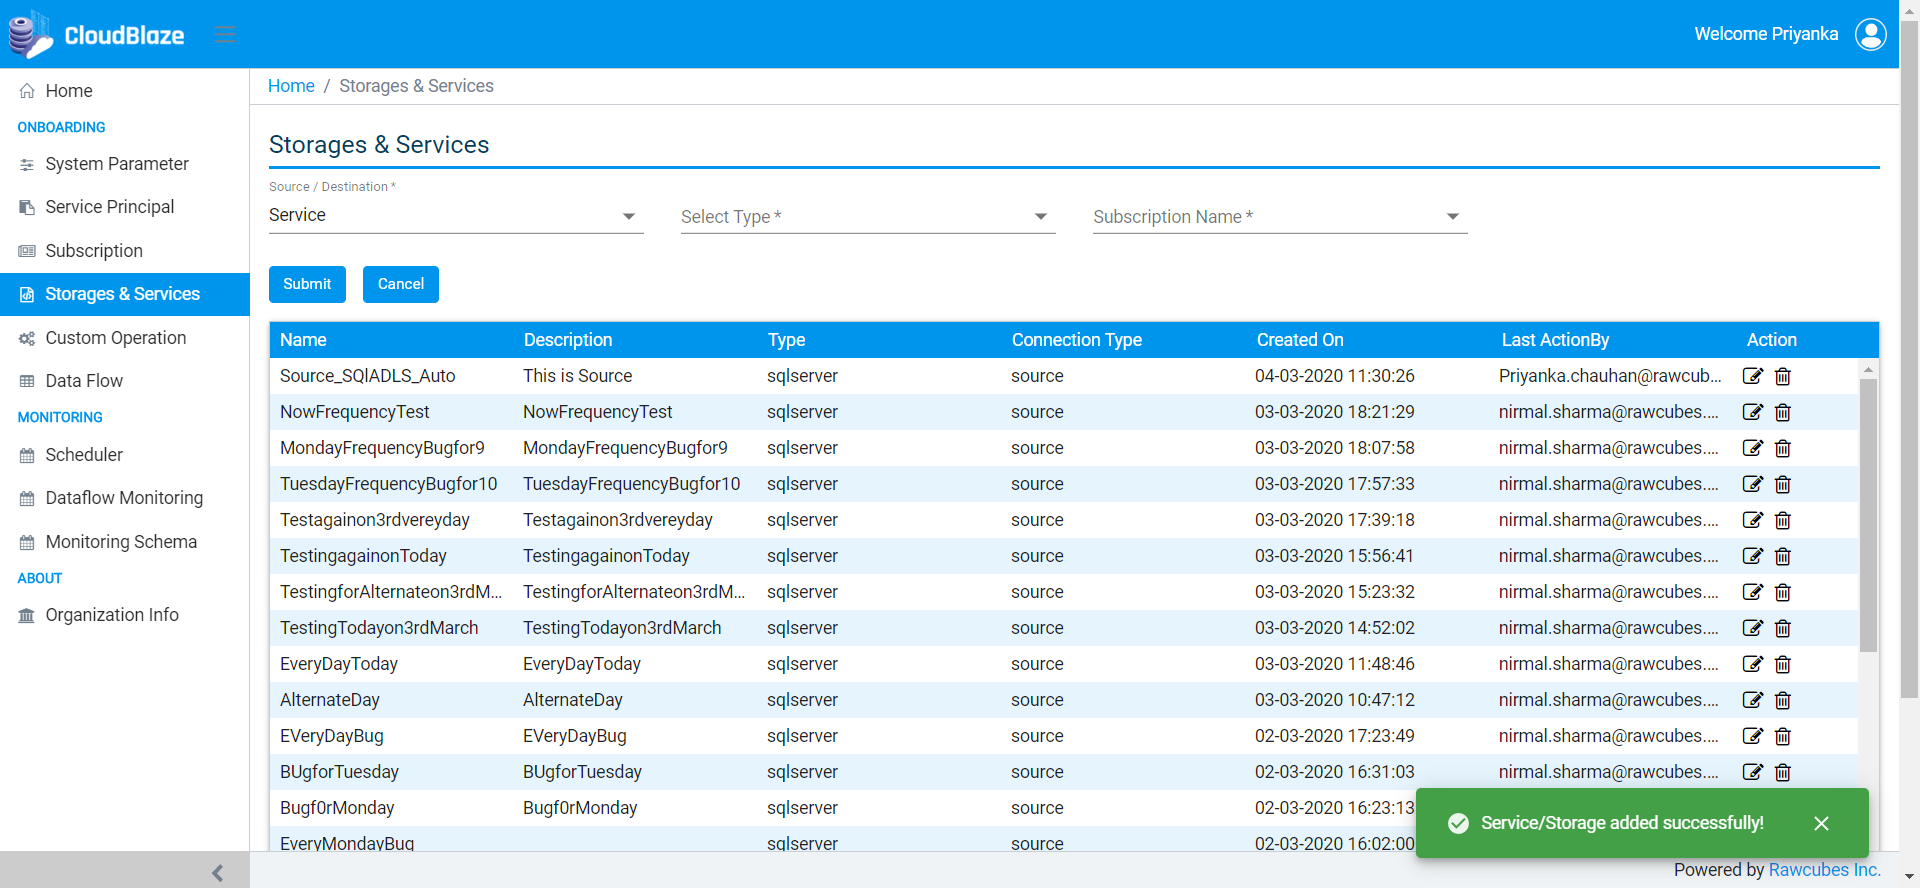 CloudBlaze
Welcome Priyanka
Home
ONBOARDING
System Parameter
Service Principal
Subscription
Storages & Services
Custom Operation
Data Flow
MONITORING
Scheduler
Dataflow Monitoring
Monitoring Schema
ABOUT
Organization Info
Home / Storages & Services
Storages & Services
Source / Destination *
Service
Select Type *
Subscription Name *
Submit Cancel
Name Description Type Connection Type Created On Last ActionBy Action
Source_SQlADLS_Auto This is Source sqlserver source 04-03-2020 11:30:26 Priyanka.chauhan@rawcub...
NowFrequencyTest NowFrequencyTest sqlserver source 03-03-2020 18:21:29 nirmal.sharma@rawcubes....
MondayFrequencyBugfor9 MondayFrequencyBugfor9 sqlserver source 03-03-2020 18:07:58 nirmal.sharma@rawcubes....
TuesdayFrequencyBugfor10 TuesdayFrequencyBugfor10 sqlserver source 03-03-2020 17:57:33 nirmal.sharma@rawcubes....
Testagainon3rdvereyday Testagainon3rdvereyday sqlserver source 03-03-2020 17:39:18 nirmal.sharma@rawcubes....
TestingagainonToday TestingagainonToday sqlserver source 03-03-2020 15:56:41 nirmal.sharma@rawcubes....
TestingforAlternateon3rdM... TestingforAlternateon3rdM... sqlserver source 03-03-2020 15:23:32 nirmal.sharma@rawcubes....
TestingTodayon3rdMarch TestingTodayon3rdMarch sqlserver source 03-03-2020 14:52:02 nirmal.sharma@rawcubes....
EveryDayToday EveryDayToday sqlserver source 03-03-2020 11:48:46 nirmal.sharma@rawcubes....
AlternateDay AlternateDay sqlserver source 03-03-2020 10:47:12 nirmal.sharma@rawcubes....
EVeryDayBug EVeryDayBug sqlserver source 02-03-2020 17:23:49 nirmal.sharma@rawcubes....
BUgforTuesday BUgforTuesday sqlserver source 02-03-2020 16:31:03 nirmal.sharma@rawcubes....
Bugf0rMonday Bugf0rMonday sqlserver source 02-03-2020 16:23:13
EveryMondayBug sqlserver source 02-03-2020 16:02:00
Service/Storage added successfully!
Powered by Rawcubes Inc.